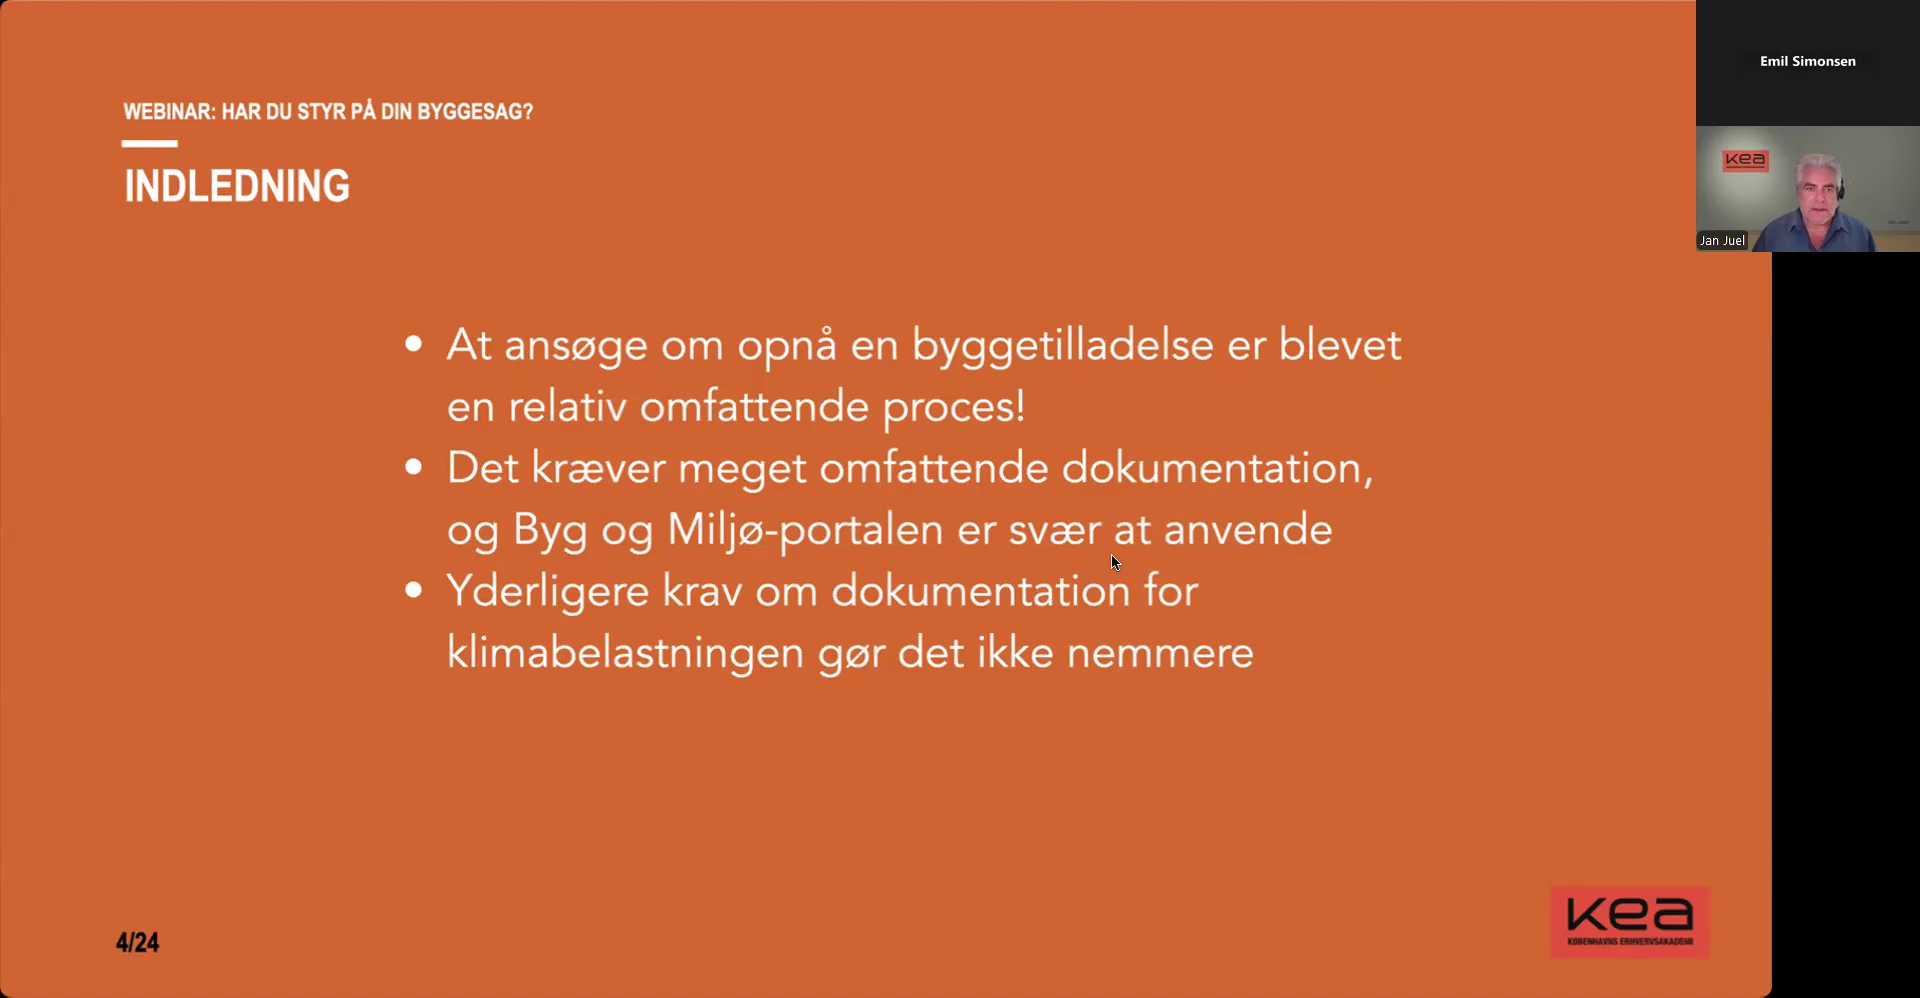 WEBINAR: HAR DU STYR PÅ DIN BYGGESAG?
INDLEDNING
• At ansøge om opnå en byggetilladelse er blevet
en relativ omfattende proces!
• Det kræver meget omfattende dokumentation,
og Byg og Miljø-portalen er svær at anvende
• Yderligere krav om dokumentation for
klimabelastningen gør det ikke nemmere
4/24
kea
KØBENHAVNS ERHVERVSAKADEMI
Emil Simonsen
kea
Jan Juel